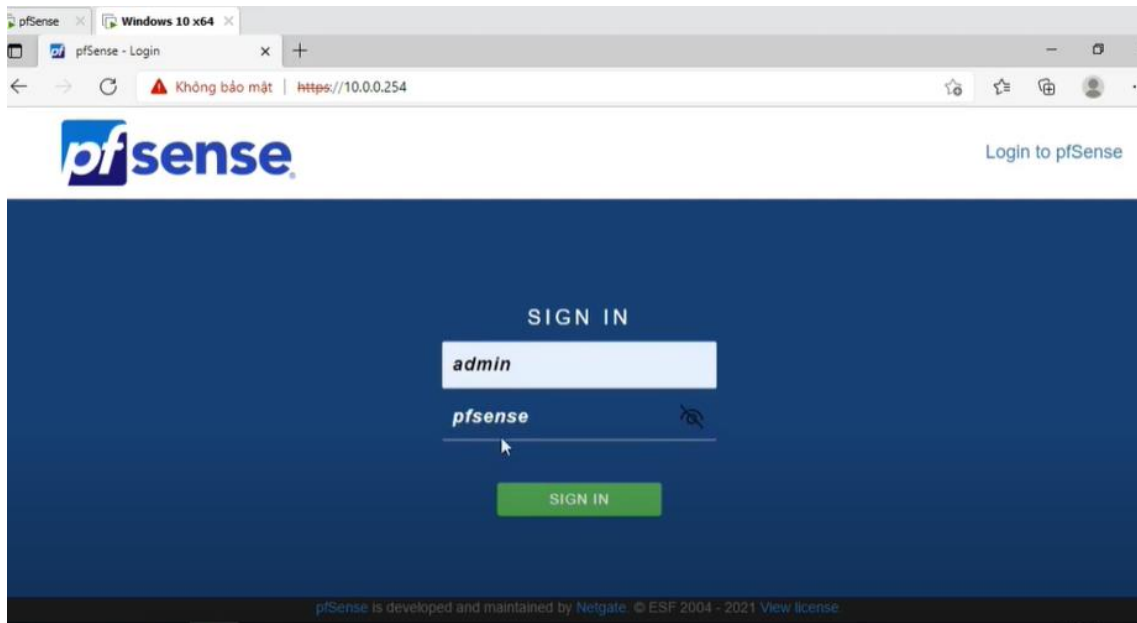 pfSense Windows 10 x64
pfSense - Login
Không bảo mật https://10.0.0.254
pfsense
Login to pfSense
SIGN IN
admin
pfsense
SIGN IN
pfSense is developed and maintained by Netgate. © ESF 2004 - 2021 View license.